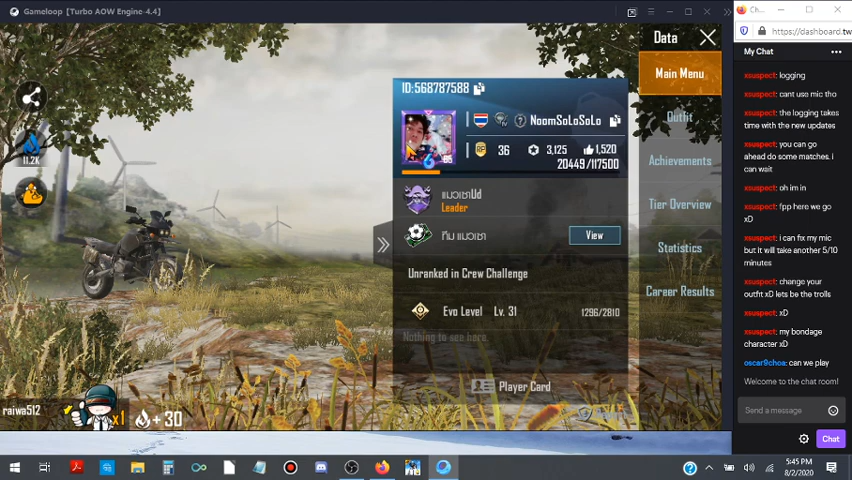 Gameloop [Turbo AOW Engine-4.4]
Data
Main Menu
Outfit
Achievements
Tier Overview
Statistics
Career Results
11.2K
ID:568787588
NoomSoLoSoLo
RP 36 3,125 1,520
6
20449/117500
แมวเซาUd
Leader
ทีม แมวเซา
View
Unranked in Crew Challenge
Evo Level Lv. 31 1296/2810
Nothing to see here.
Player Card
raiwa512
x1
+ 30
Ch...
https://dashboard.tw
My Chat
xsuspect: logging
xsuspect: cant use mic tho
xsuspect: the logging takes
time with the new updates
xsuspect: you can go
ahead do some matches. i
can wait
xsuspect: oh im in
xsuspect: fpp here we go
xD
xsuspect: i can fix my mic
but it will take another 5/10
minutes
xsuspect: change your
outfit xD lets be the trolls
xsuspect: xD
xsuspect: my bondage
character xD
oscar9choa: can we play
Welcome to the chat room!
Send a message
Chat
5:45 PM
8/2/2020